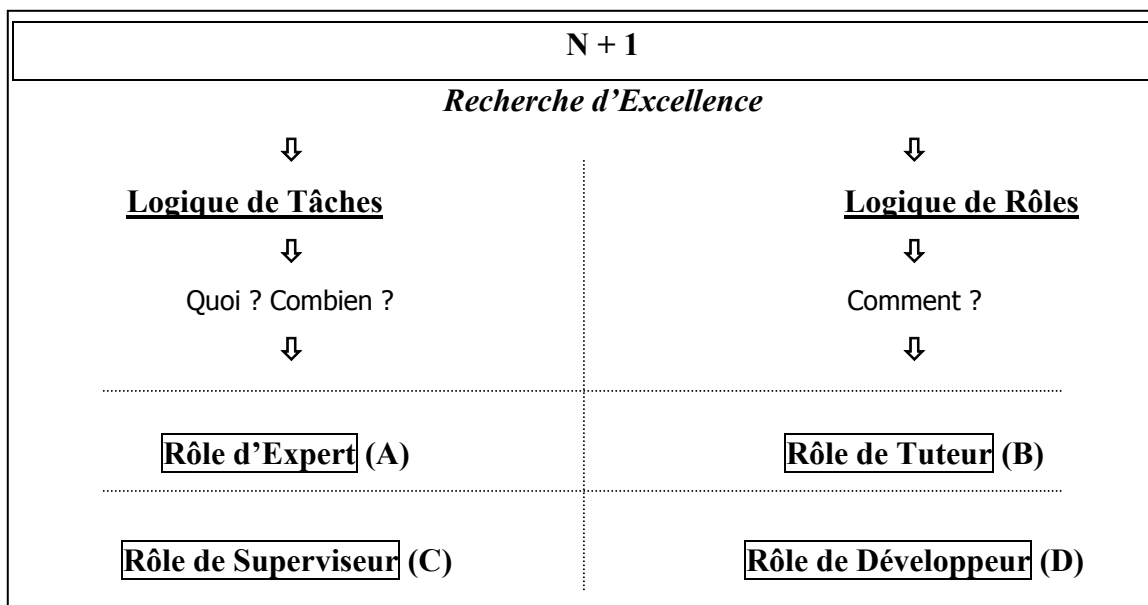 N + 1
Recherche d’Excellence
⇩ ⇩
Logique de Tâches Logique de Rôles
⇩ ⇩
Quoi ? Combien ? Comment ?
⇩ ⇩
Rôle d’Expert (A) Rôle de Tuteur (B)
Rôle de Superviseur (C) Rôle de Développeur (D)